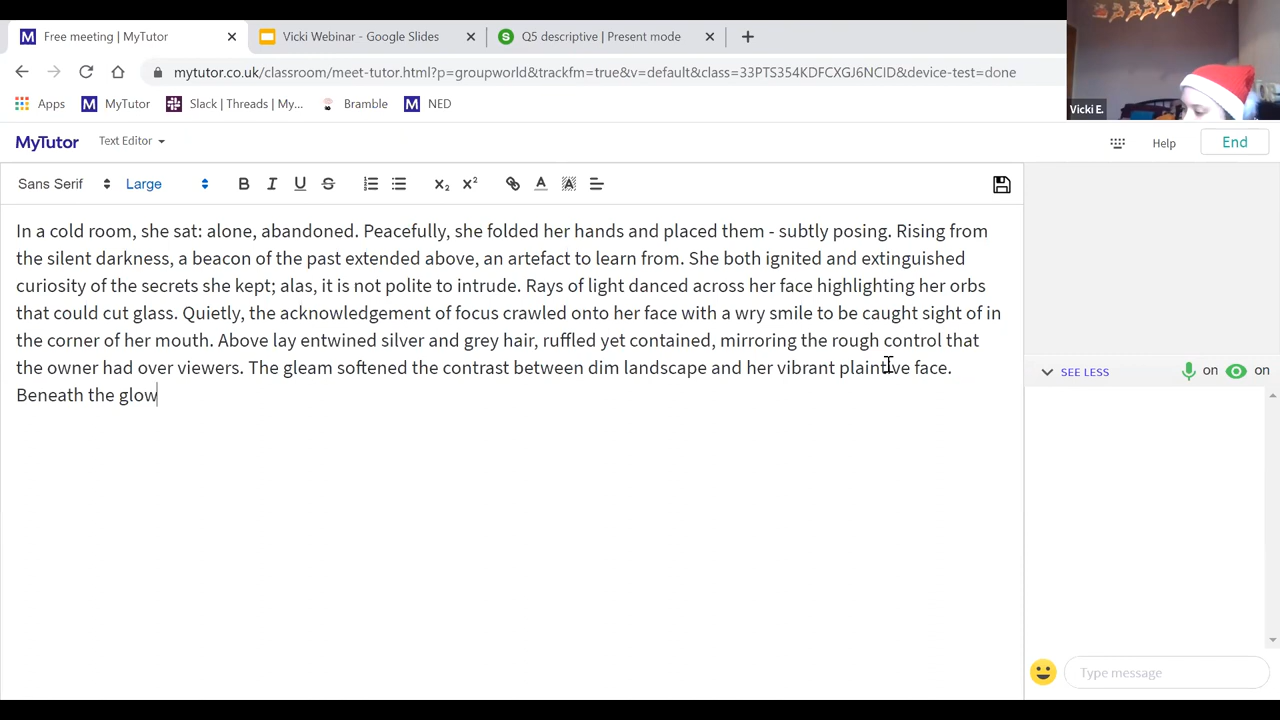 Free meeting | MyTutor
Vicki Webinar - Google Slides
Q5 descriptive | Present mode
mytutor.co.uk/classroom/meet-tutor.html?p=groupworld&trackfm=true&v=default&class=33PTS354KDFCXGJ6NCID&device-test=done
Apps MyTutor Slack | Threads | My... Bramble NED
Vicki E.
MyTutor Text Editor Help End
Sans Serif Large B I U S X₂ X² A A
In a cold room, she sat: alone, abandoned. Peacefully, she folded her hands and placed them - subtly posing. Rising from
the silent darkness, a beacon of the past extended above, an artefact to learn from. She both ignited and extinguished
curiosity of the secrets she kept; alas, it is not polite to intrude. Rays of light danced across her face highlighting her orbs
that could cut glass. Quietly, the acknowledgement of focus crawled onto her face with a wry smile to be caught sight of in
the corner of her mouth. Above lay entwined silver and grey hair, ruffled yet contained, mirroring the rough control that
the owner had over viewers. The gleam softened the contrast between dim landscape and her vibrant plaintive face.
Beneath the glow
SEE LESS on on
Type message